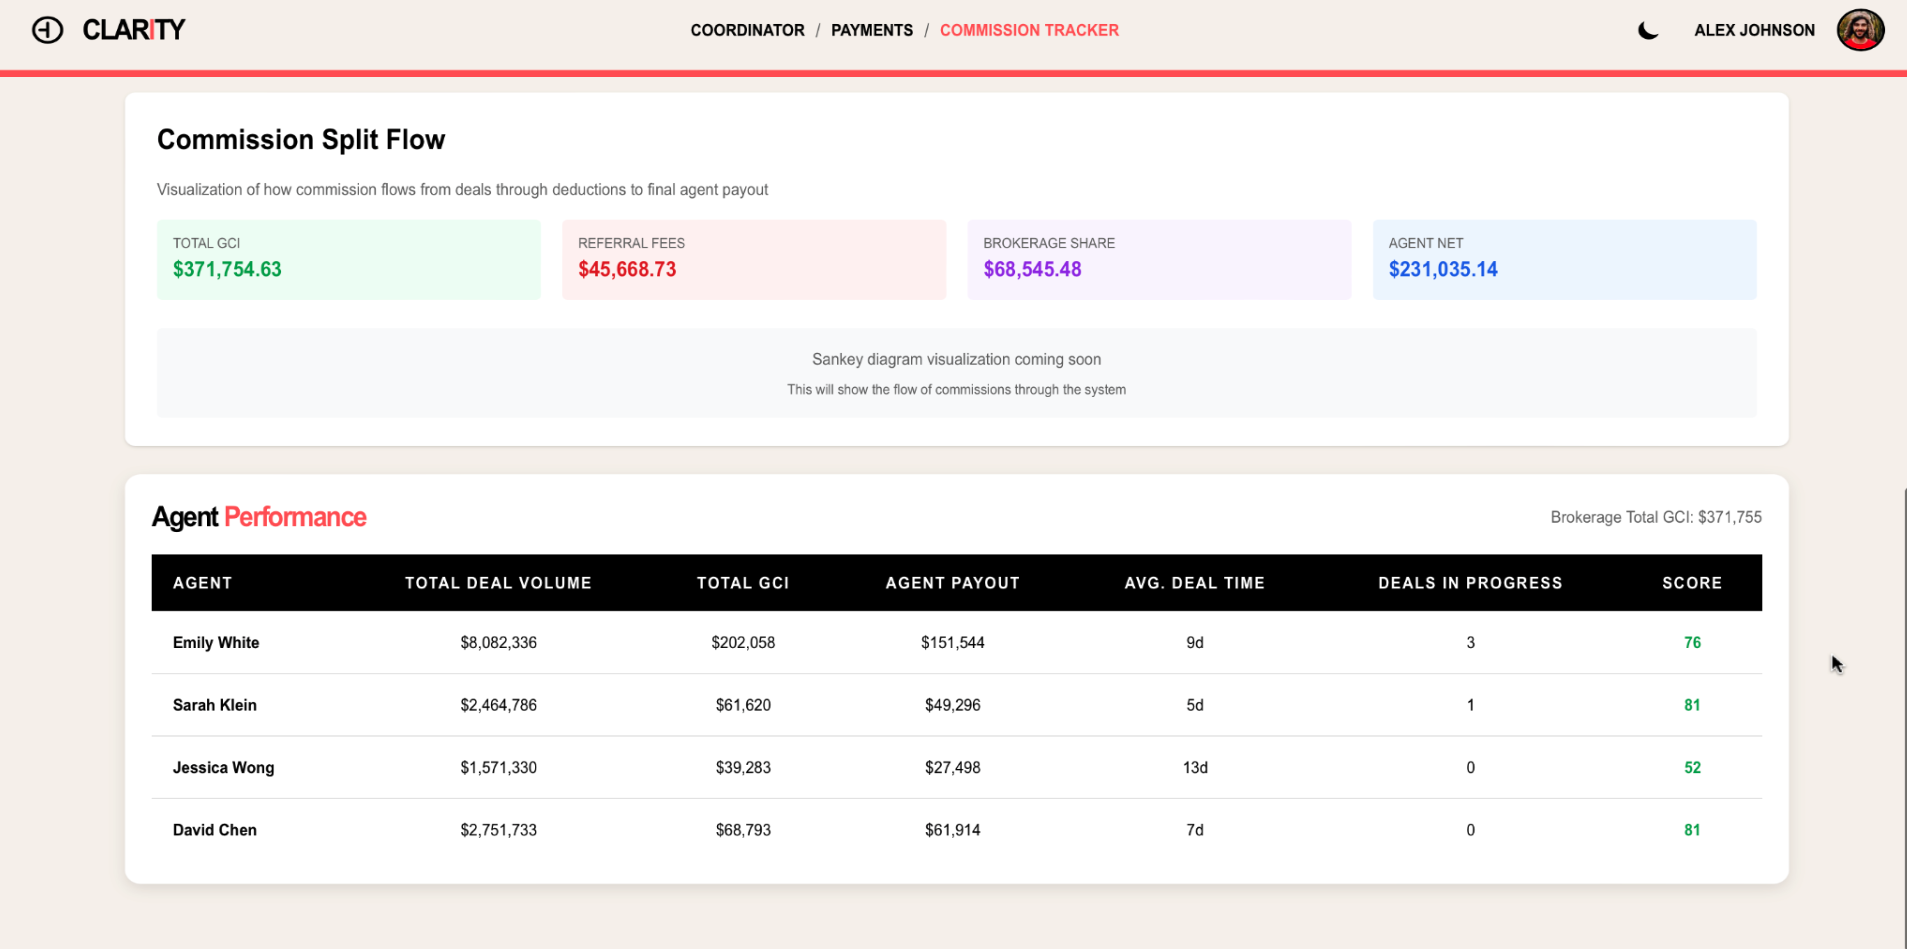 CLARITY
COORDINATOR / PAYMENTS / COMMISSION TRACKER
ALEX JOHNSON
Commission Split Flow
Visualization of how commission flows from deals through deductions to final agent payout
TOTAL GCI
$371,754.63
REFERRAL FEES
$45,668.73
BROKERAGE SHARE
$68,545.48
AGENT NET
$231,035.14
Sankey diagram visualization coming soon
This will show the flow of commissions through the system
Agent Performance
Brokerage Total GCI: $371,755
AGENT TOTAL DEAL VOLUME TOTAL GCI AGENT PAYOUT AVG. DEAL TIME DEALS IN PROGRESS SCORE
Emily White $8,082,336 $202,058 $151,544 9d 3 76
Sarah Klein $2,464,786 $61,620 $49,296 5d 1 81
Jessica Wong $1,571,330 $39,283 $27,498 13d 0 52
David Chen $2,751,733 $68,793 $61,914 7d 0 81